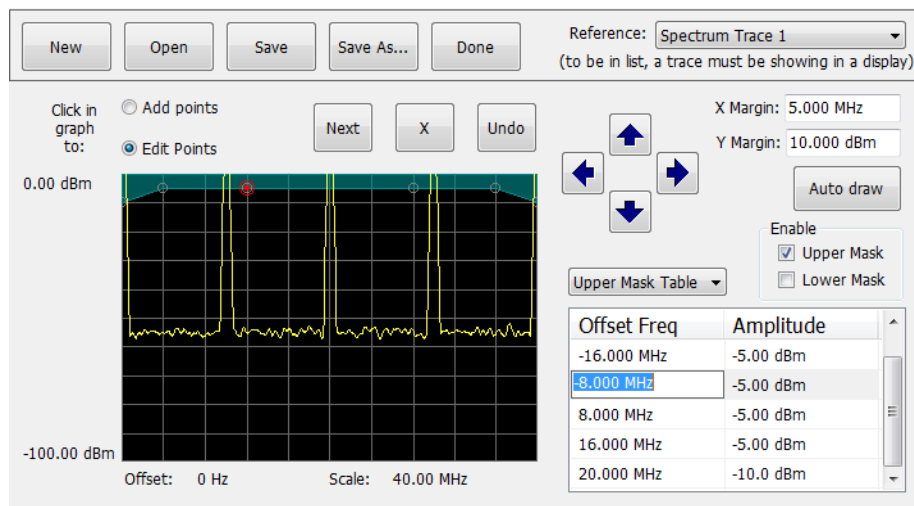 New Open Save Save As... Done
Reference: Spectrum Trace 1
(to be in list, a trace must be showing in a display)
Click in
graph
to:
Add points
Edit Points
Next X Undo
X Margin: 5.000 MHz
Y Margin: 10.000 dBm
Auto draw
Enable
Upper Mask
Lower Mask
0.00 dBm
-100.00 dBm
Offset: 0 Hz Scale: 40.00 MHz
Upper Mask Table
Offset Freq Amplitude
-16.000 MHz -5.00 dBm
-8.000 MHz -5.00 dBm
8.000 MHz -5.00 dBm
16.000 MHz -5.00 dBm
20.000 MHz -10.0 dBm